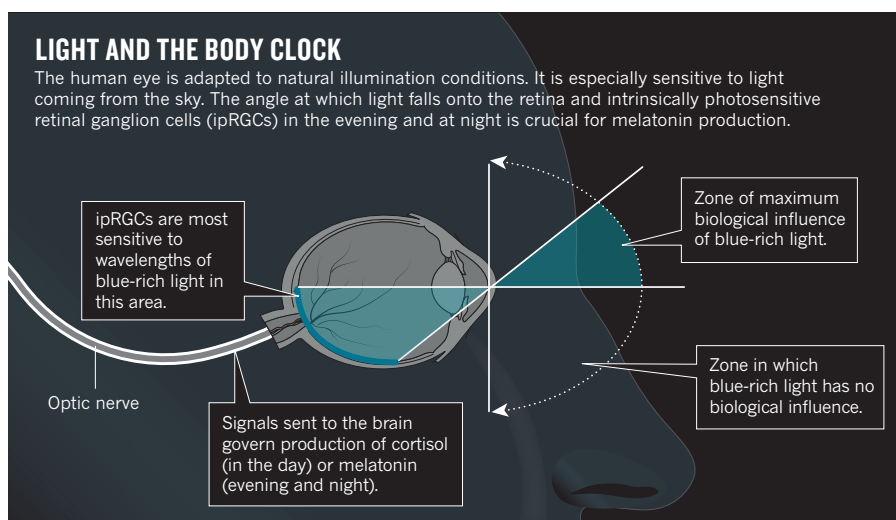 LIGHT AND THE BODY CLOCK
The human eye is adapted to natural illumination conditions. It is especially sensitive to light
coming from the sky. The angle at which light falls onto the retina and intrinsically photosensitive
retinal ganglion cells (ipRGCs) in the evening and at night is crucial for melatonin production.
ipRGCs are most
sensitive to
wavelengths of
blue-rich light in
this area.
Zone of maximum
biological influence
of blue-rich light.
Optic nerve
Signals sent to the brain
govern production of cortisol
(in the day) or melatonin
(evening and night).
Zone in which
blue-rich light has no
biological influence.